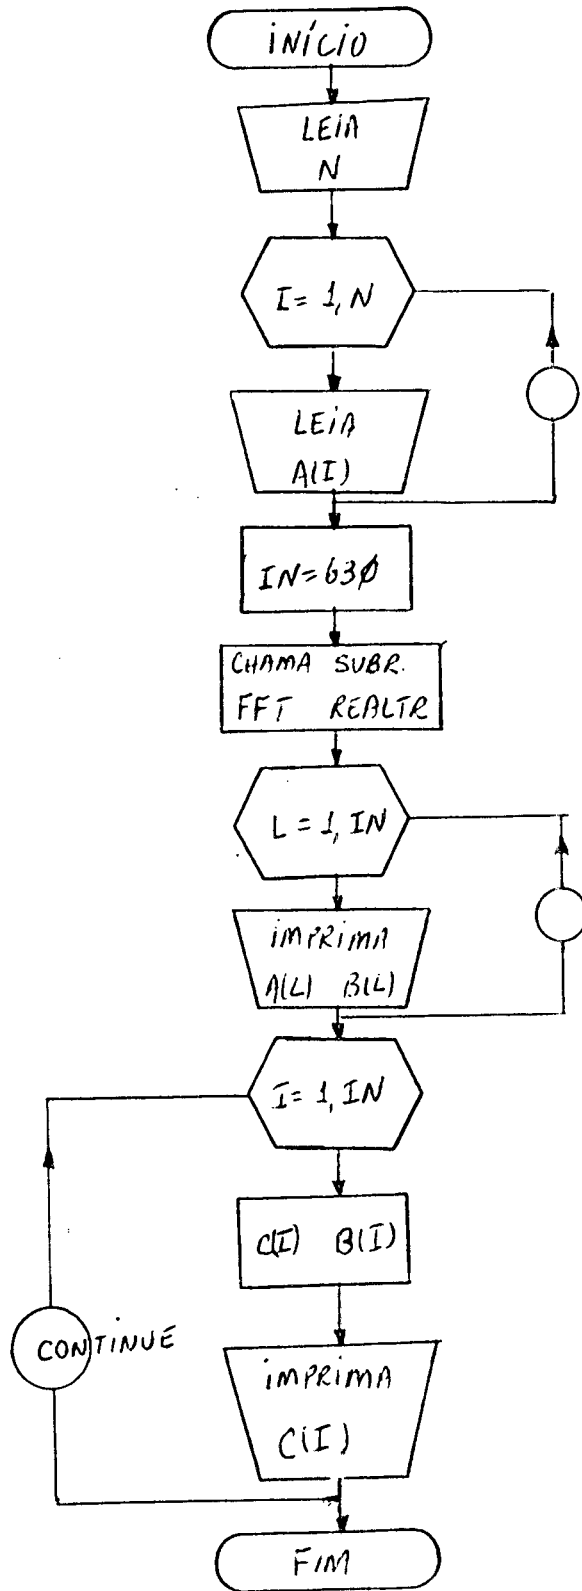 INÍCIO
LEIA
N
I = 1, N
LEIA
A(I)
IN = 630
CHAMA SUBR.
FFT REALTR
L = 1, IN
IMPRIMA
A(L) B(L)
I = 1, IN
C(I) B(I)
CONTINUE
IMPRIMA
C(I)
FIM